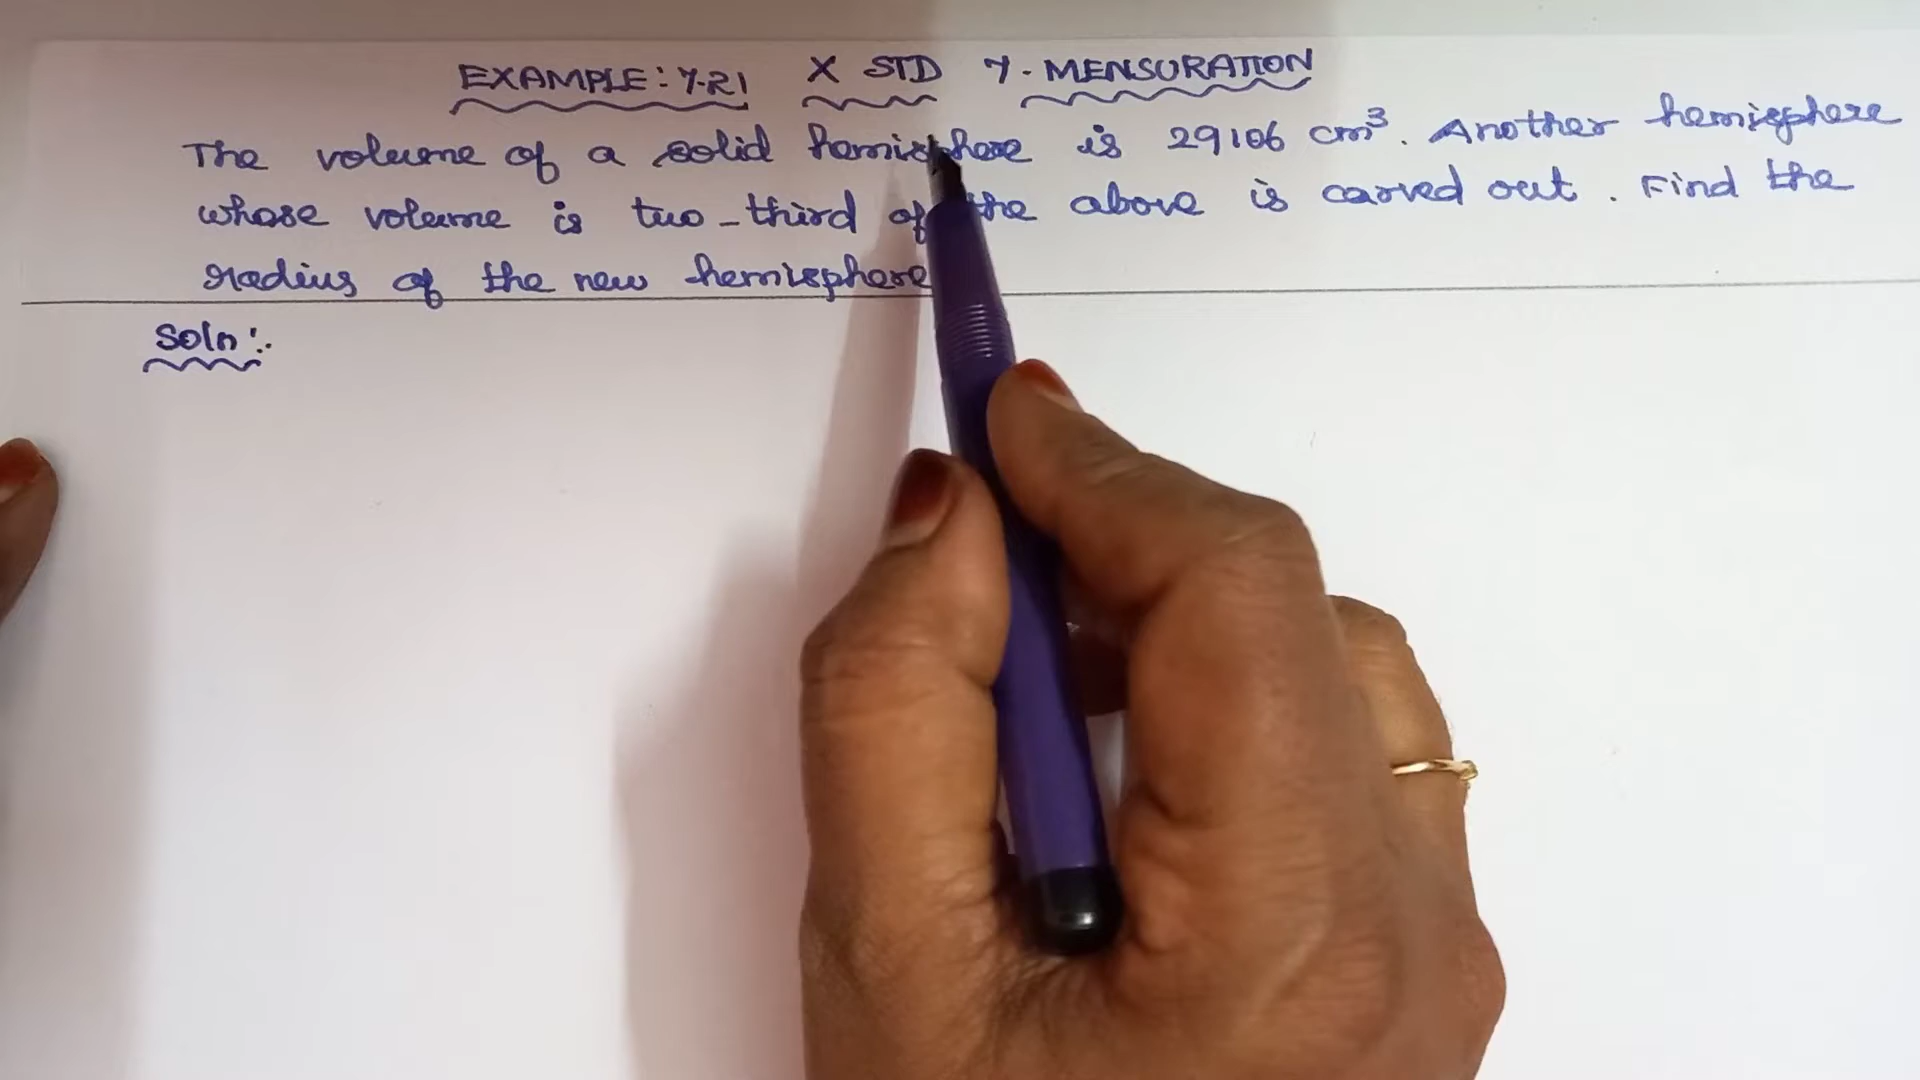 EXAMPLE: 7.21 X STD 7. MENSURATION
The volume of a solid hemisphere is 29106 cm³. Another hemisphere
whose volume is two-third of the above is carved out. Find the
radius of the new hemisphere
Soln: